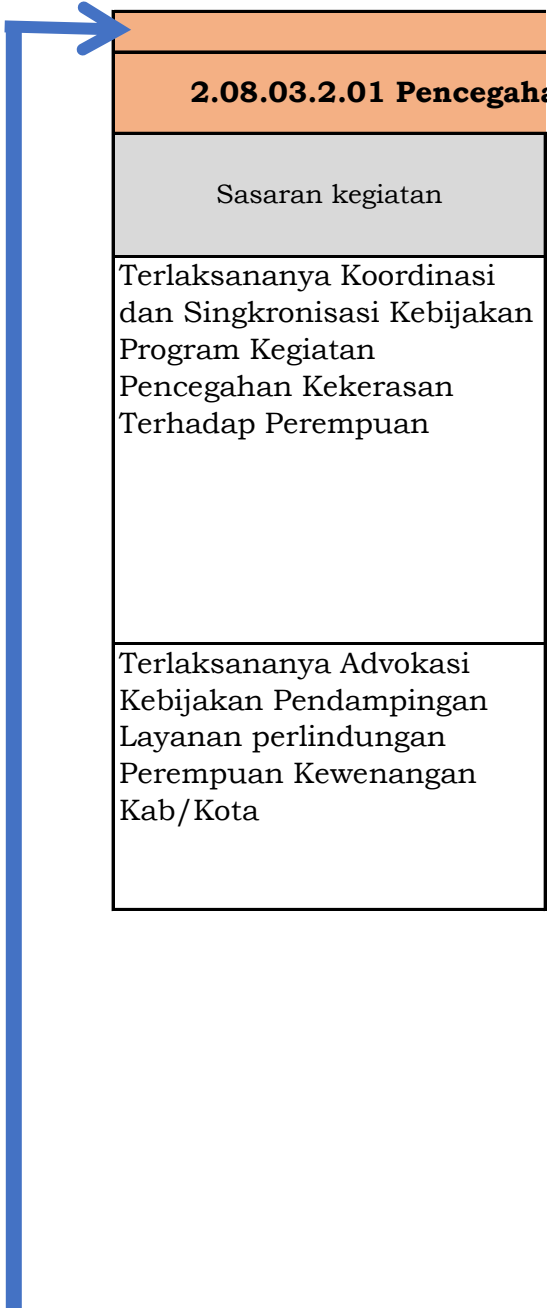 2.08.03.2.01 Pencegaha
Sasaran kegiatan
Terlaksananya Koordinasi
dan Singkronisasi Kebijakan
Program Kegiatan
Pencegahan Kekerasan
Terhadap Perempuan
Terlaksananya Advokasi
Kebijakan Pendampingan
Layanan perlindungan
Perempuan Kewenangan
Kab/Kota